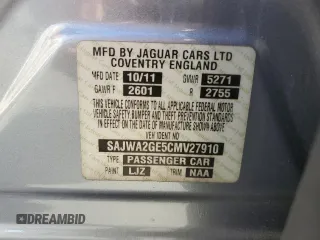 MFD BY JAGUAR CARS LTD
COVENTRY ENGLAND
MFD DATE 10/11 GVWR 5271
GAWR F 2601 R 2755
THIS VEHICLE CONFORMS TO ALL APPLICABLE FEDERAL MOTOR
VEHICLE SAFETY, BUMPER AND THEFT PREVENTION STANDARDS
IN EFFECT ON THE DATE OF MANUFACTURE SHOWN ABOVE
VEH IDENT NO
SAJWA2GE5CMV27910
TYPE PASSENGER CAR
PAINT LJZ TRIM NAA
DREAMBID